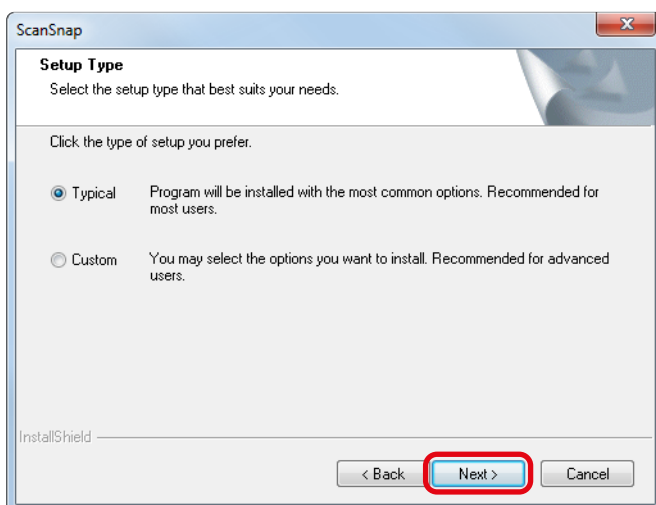 ScanSnap
Setup Type
Select the setup type that best suits your needs.
Click the type of setup you prefer.
Typical Program will be installed with the most common options. Recommended for
most users.
Custom You may select the options you want to install. Recommended for advanced
users.
InstallShield
< Back Next > Cancel